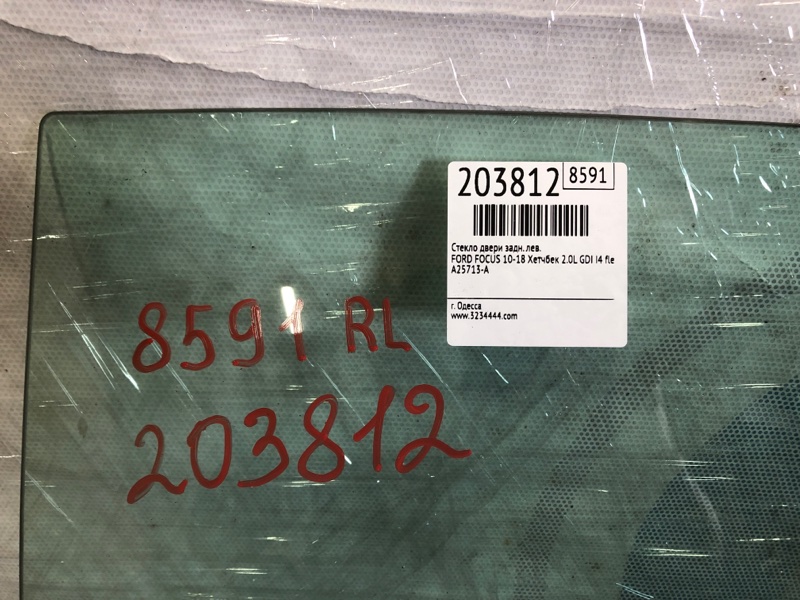 203812 8591
Стекло двери задн. лев.
FORD FOCUS 10-18 Хетчбек 2.0L GDI I4 fle
A25713-A
г. Одесса
www.3234444.com
8591 RL
203812